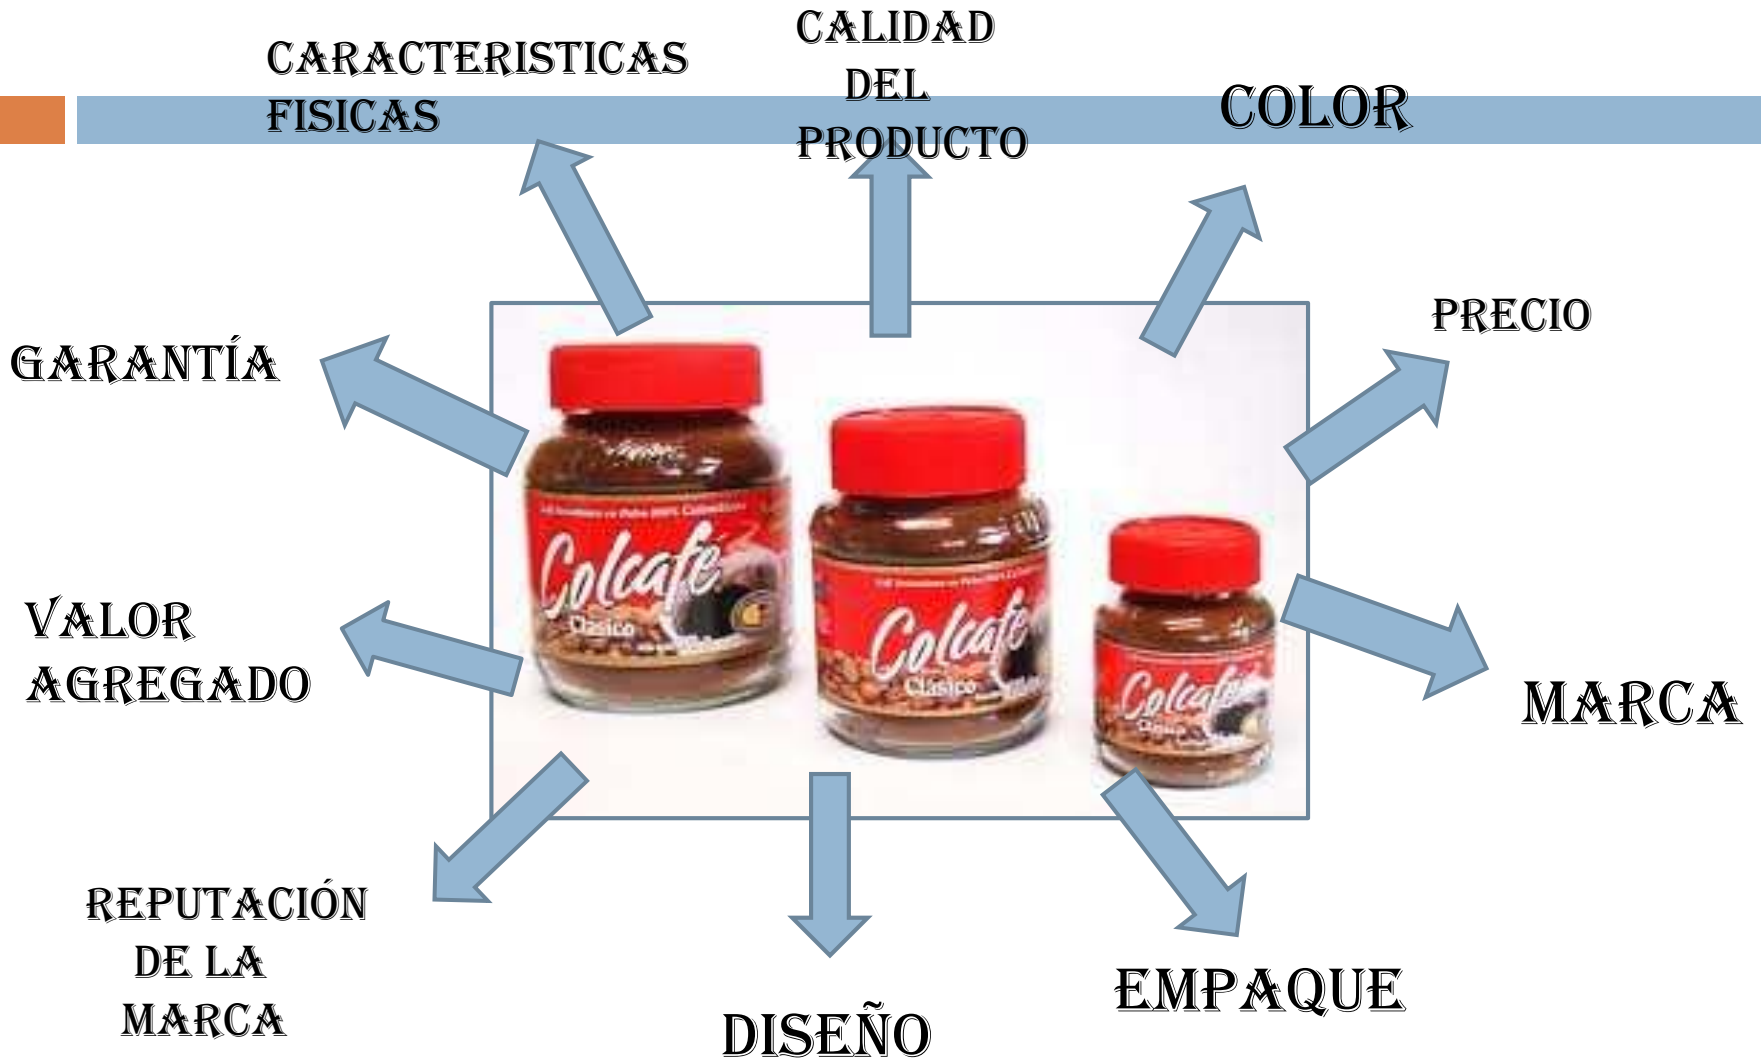 CALIDAD
DEL
PRODUCTO
CARACTERISTICAS
FISICAS
COLOR
PRECIO
GARANTÍA
Colcafé
Clásico
Colcafé
Clásico
Colcafé
Clásico
VALOR
AGREGADO
MARCA
REPUTACIÓN
DE LA
MARCA
EMPAQUE
DISEÑO